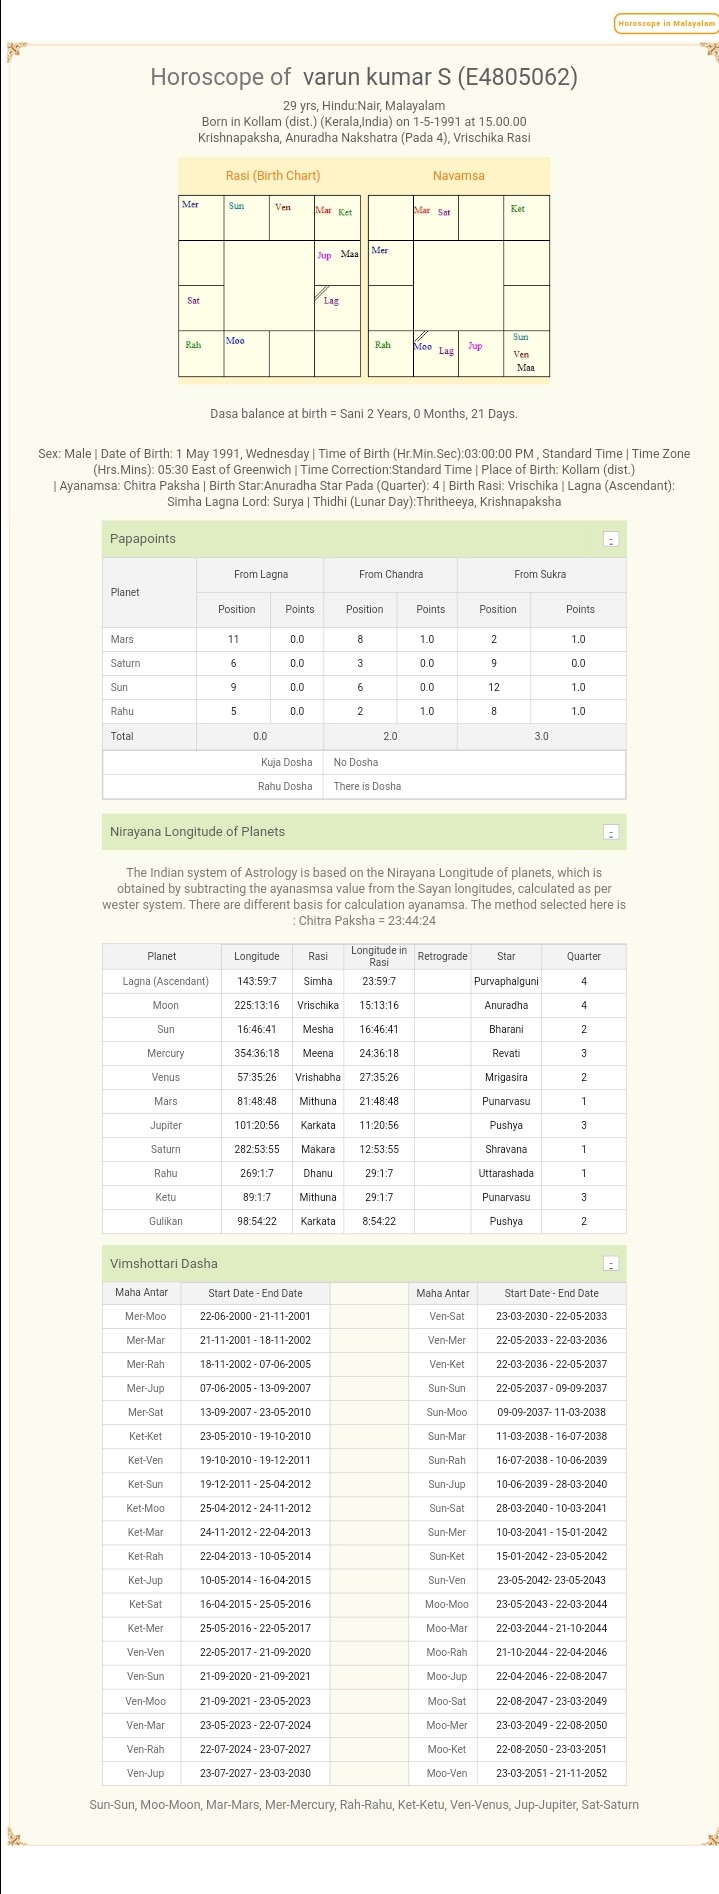 Horoscope in Malayalam
Horoscope of varun kumar S (E4805062)
29 yrs, Hindu:Nair, Malayalam
Born in Kollam (dist.) (Kerala,India) on 1-5-1991 at 15.00.00
Krishnapaksha, Anuradha Nakshatra (Pada 4), Vrischika Rasi
Rasi (Birth Chart) Navamsa
Mer Sun Ven Mar Ket Mar Sat Ket
Jup Maa Mer
Sat Lag
Rah Moo Rah Moo Lag Jup Sun
Ven
Maa
Dasa balance at birth = Sani 2 Years, 0 Months, 21 Days.
Sex: Male | Date of Birth: 1 May 1991, Wednesday | Time of Birth (Hr.Min.Sec):03:00:00 PM , Standard Time | Time Zone
(Hrs.Mins): 05:30 East of Greenwich | Time Correction:Standard Time | Place of Birth: Kollam (dist.)
| Ayanamsa: Chitra Paksha | Birth Star:Anuradha Star Pada (Quarter): 4 | Birth Rasi: Vrischika | Lagna (Ascendant):
Simha Lagna Lord: Surya | Thidhi (Lunar Day):Thritheeya, Krishnapaksha
Papapoints -
Planet From Lagna From Chandra From Sukra
Position Points Position Points Position Points
Mars 11 0.0 8 1.0 2 1.0
Saturn 6 0.0 3 0.0 9 0.0
Sun 9 0.0 6 0.0 12 1.0
Rahu 5 0.0 2 1.0 8 1.0
Total 0.0 2.0 3.0
Kuja Dosha No Dosha
Rahu Dosha There is Dosha
Nirayana Longitude of Planets -
The Indian system of Astrology is based on the Nirayana Longitude of planets, which is
obtained by subtracting the ayanasmsa value from the Sayan longitudes, calculated as per
wester system. There are different basis for calculation ayanamsa. The method selected here is
: Chitra Paksha = 23:44:24
Planet Longitude Rasi Longitude in Rasi Retrograde Star Quarter
Lagna (Ascendant) 143:59:7 Simha 23:59:7 Purvaphalguni 4
Moon 225:13:16 Vrischika 15:13:16 Anuradha 4
Sun 16:46:41 Mesha 16:46:41 Bharani 2
Mercury 354:36:18 Meena 24:36:18 Revati 3
Venus 57:35:26 Vrishabha 27:35:26 Mrigasira 2
Mars 81:48:48 Mithuna 21:48:48 Punarvasu 1
Jupiter 101:20:56 Karkata 11:20:56 Pushya 3
Saturn 282:53:55 Makara 12:53:55 Shravana 1
Rahu 269:1:7 Dhanu 29:1:7 Uttarashada 1
Ketu 89:1:7 Mithuna 29:1:7 Punarvasu 3
Gulikan 98:54:22 Karkata 8:54:22 Pushya 2
Vimshottari Dasha -
Maha Antar Start Date - End Date Maha Antar Start Date - End Date
Mer-Moo 22-06-2000 - 21-11-2001 Ven-Sat 23-03-2030 - 22-05-2033
Mer-Mar 21-11-2001 - 18-11-2002 Ven-Mer 22-05-2033 - 22-03-2036
Mer-Rah 18-11-2002 - 07-06-2005 Ven-Ket 22-03-2036 - 22-05-2037
Mer-Jup 07-06-2005 - 13-09-2007 Sun-Sun 22-05-2037 - 09-09-2037
Mer-Sat 13-09-2007 - 23-05-2010 Sun-Moo 09-09-2037- 11-03-2038
Ket-Ket 23-05-2010 - 19-10-2010 Sun-Mar 11-03-2038 - 16-07-2038
Ket-Ven 19-10-2010 - 19-12-2011 Sun-Rah 16-07-2038 - 10-06-2039
Ket-Sun 19-12-2011 - 25-04-2012 Sun-Jup 10-06-2039 - 28-03-2040
Ket-Moo 25-04-2012 - 24-11-2012 Sun-Sat 28-03-2040 - 10-03-2041
Ket-Mar 24-11-2012 - 22-04-2013 Sun-Mer 10-03-2041 - 15-01-2042
Ket-Rah 22-04-2013 - 10-05-2014 Sun-Ket 15-01-2042 - 23-05-2042
Ket-Jup 10-05-2014 - 16-04-2015 Sun-Ven 23-05-2042- 23-05-2043
Ket-Sat 16-04-2015 - 25-05-2016 Moo-Moo 23-05-2043 - 22-03-2044
Ket-Mer 25-05-2016 - 22-05-2017 Moo-Mar 22-03-2044 - 21-10-2044
Ven-Ven 22-05-2017 - 21-09-2020 Moo-Rah 21-10-2044 - 22-04-2046
Ven-Sun 21-09-2020 - 21-09-2021 Moo-Jup 22-04-2046 - 22-08-2047
Ven-Moo 21-09-2021 - 23-05-2023 Moo-Sat 22-08-2047 - 23-03-2049
Ven-Mar 23-05-2023 - 22-07-2024 Moo-Mer 23-03-2049 - 22-08-2050
Ven-Rah 22-07-2024 - 23-07-2027 Moo-Ket 22-08-2050 - 23-03-2051
Ven-Jup 23-07-2027 - 23-03-2030 Moo-Ven 23-03-2051 - 21-11-2052
Sun-Sun, Moo-Moon, Mar-Mars, Mer-Mercury, Rah-Rahu, Ket-Ketu, Ven-Venus, Jup-Jupiter, Sat-Saturn